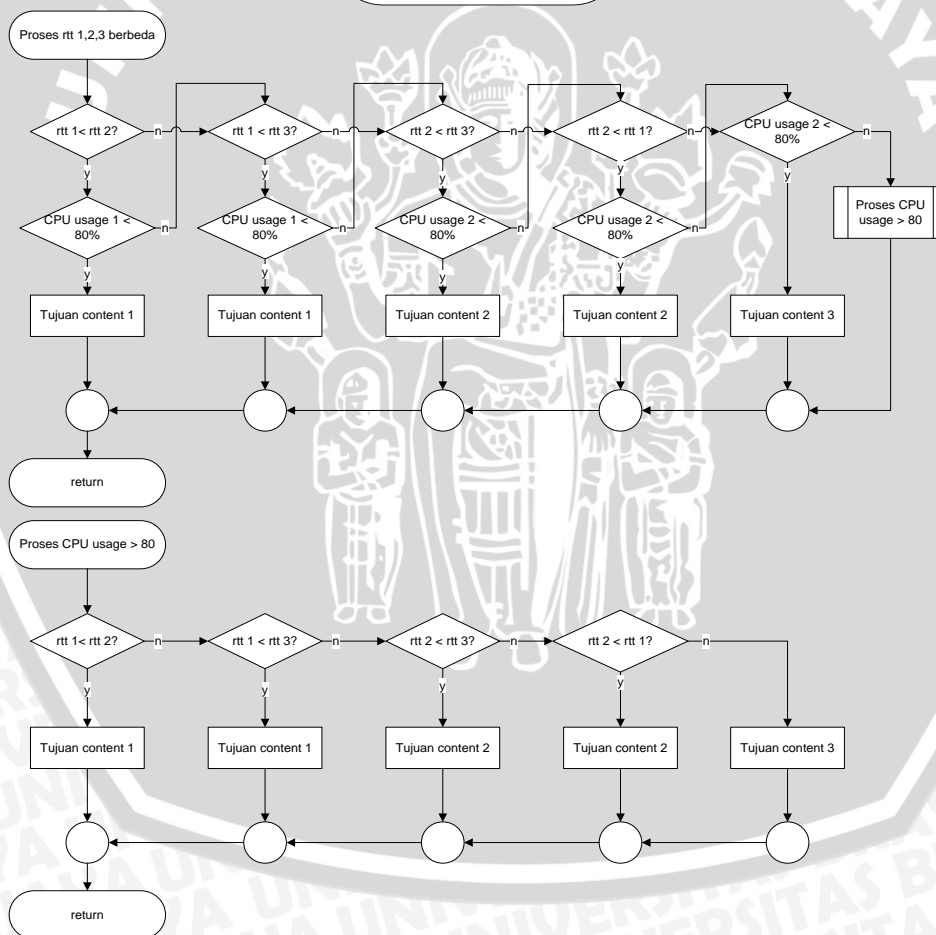 Proses rtt 1,2,3 berbeda
rtt 1< rtt 2?
n
rtt 1 < rtt 3?
n
rtt 2 < rtt 3?
n
rtt 2 < rtt 1?
n
CPU usage 2 <
80%
n
y
y
y
y
y
Proses CPU
usage > 80
CPU usage 1 <
80%
n
CPU usage 1 <
80%
n
CPU usage 2 <
80%
n
CPU usage 2 <
80%
n
y
y
y
y
Tujuan content 1
Tujuan content 1
Tujuan content 2
Tujuan content 2
Tujuan content 3
return
Proses CPU usage > 80
rtt 1< rtt 2?
n
rtt 1 < rtt 3?
n
rtt 2 < rtt 3?
n
rtt 2 < rtt 1?
n
y
y
y
y
Tujuan content 1
Tujuan content 1
Tujuan content 2
Tujuan content 2
Tujuan content 3
return